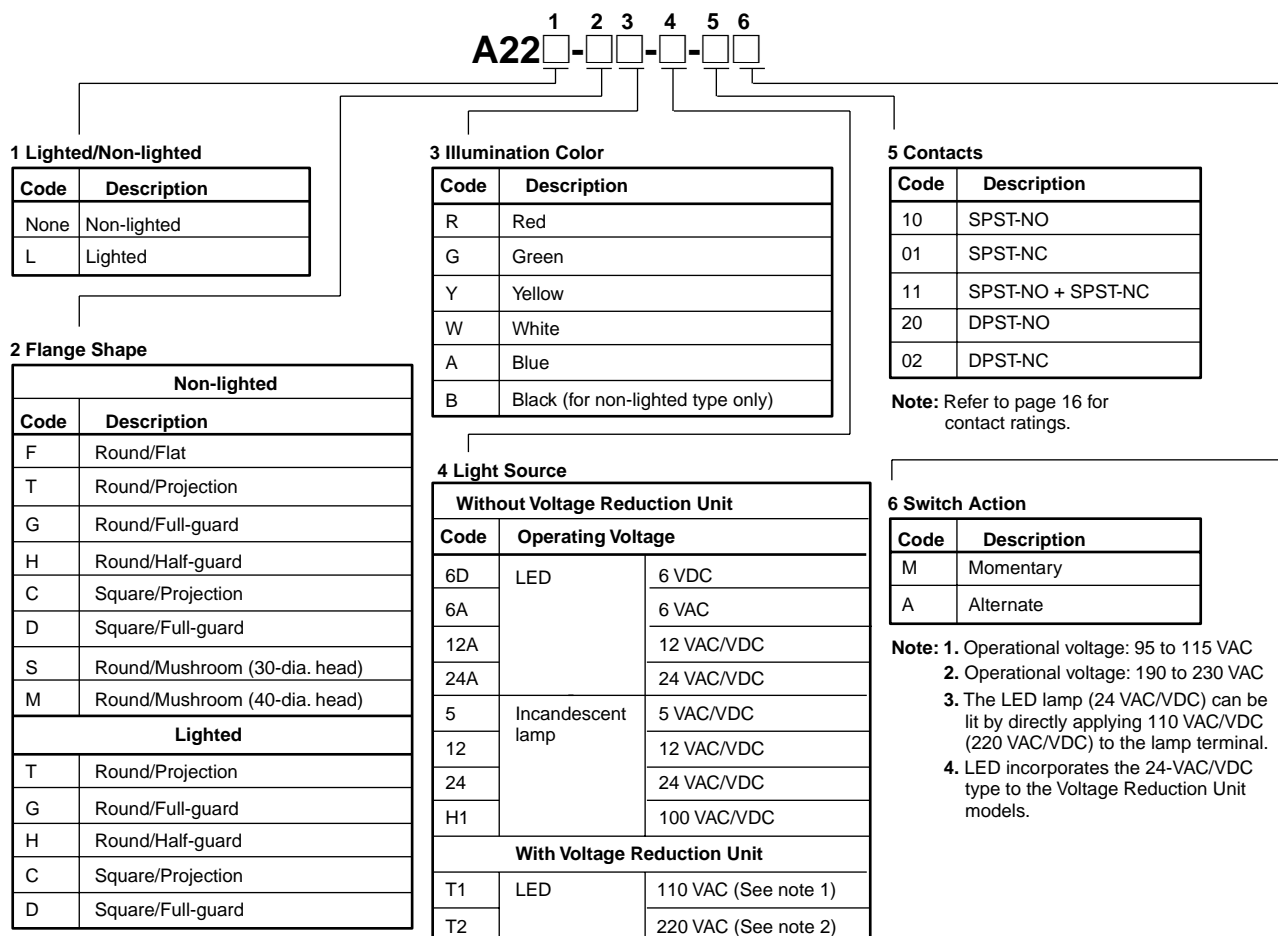 1 2 3 4 5 6
A22□-□□-□-□□
1 Lighted/Non-lighted
Code Description
None Non-lighted
L Lighted
2 Flange Shape
Non-lighted
Code Description
F Round/Flat
T Round/Projection
G Round/Full-guard
H Round/Half-guard
C Square/Projection
D Square/Full-guard
S Round/Mushroom (30-dia. head)
M Round/Mushroom (40-dia. head)
Lighted
T Round/Projection
G Round/Full-guard
H Round/Half-guard
C Square/Projection
D Square/Full-guard
3 Illumination Color
Code Description
R Red
G Green
Y Yellow
W White
A Blue
B Black (for non-lighted type only)
4 Light Source
Without Voltage Reduction Unit
Code Operating Voltage
6D LED 6 VDC
6A 6 VAC
12A 12 VAC/VDC
24A 24 VAC/VDC
5 Incandescent 5 VAC/VDC
lamp
12 12 VAC/VDC
24 24 VAC/VDC
H1 100 VAC/VDC
With Voltage Reduction Unit
T1 LED 110 VAC (See note 1)
T2 220 VAC (See note 2)
5 Contacts
Code Description
10 SPST-NO
01 SPST-NC
11 SPST-NO + SPST-NC
20 DPST-NO
02 DPST-NC
Note: Refer to page 16 for
contact ratings.
6 Switch Action
Code Description
M Momentary
A Alternate
Note: 1. Operational voltage: 95 to 115 VAC
2. Operational voltage: 190 to 230 VAC
3. The LED lamp (24 VAC/VDC) can be
lit by directly applying 110 VAC/VDC
(220 VAC/VDC) to the lamp terminal.
4. LED incorporates the 24-VAC/VDC
type to the Voltage Reduction Unit
models.